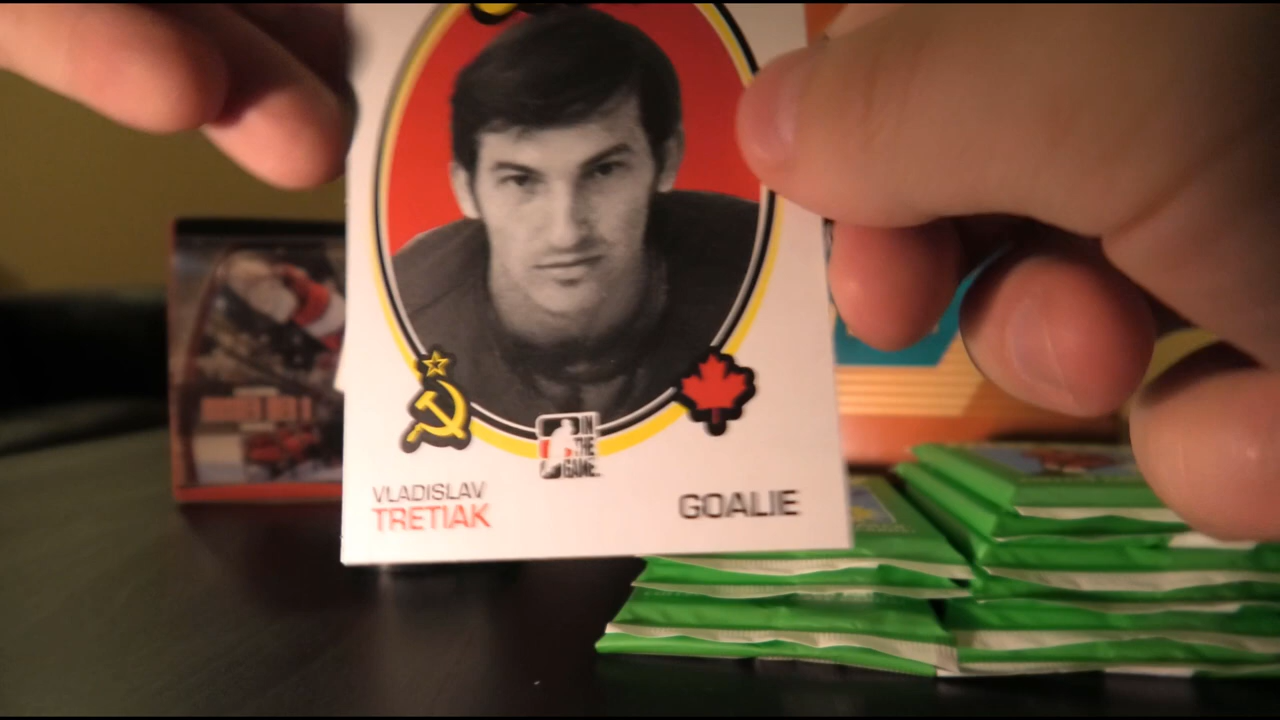 IN
THE
GAME
VLADISLAV
TRETIAK
GOALIE